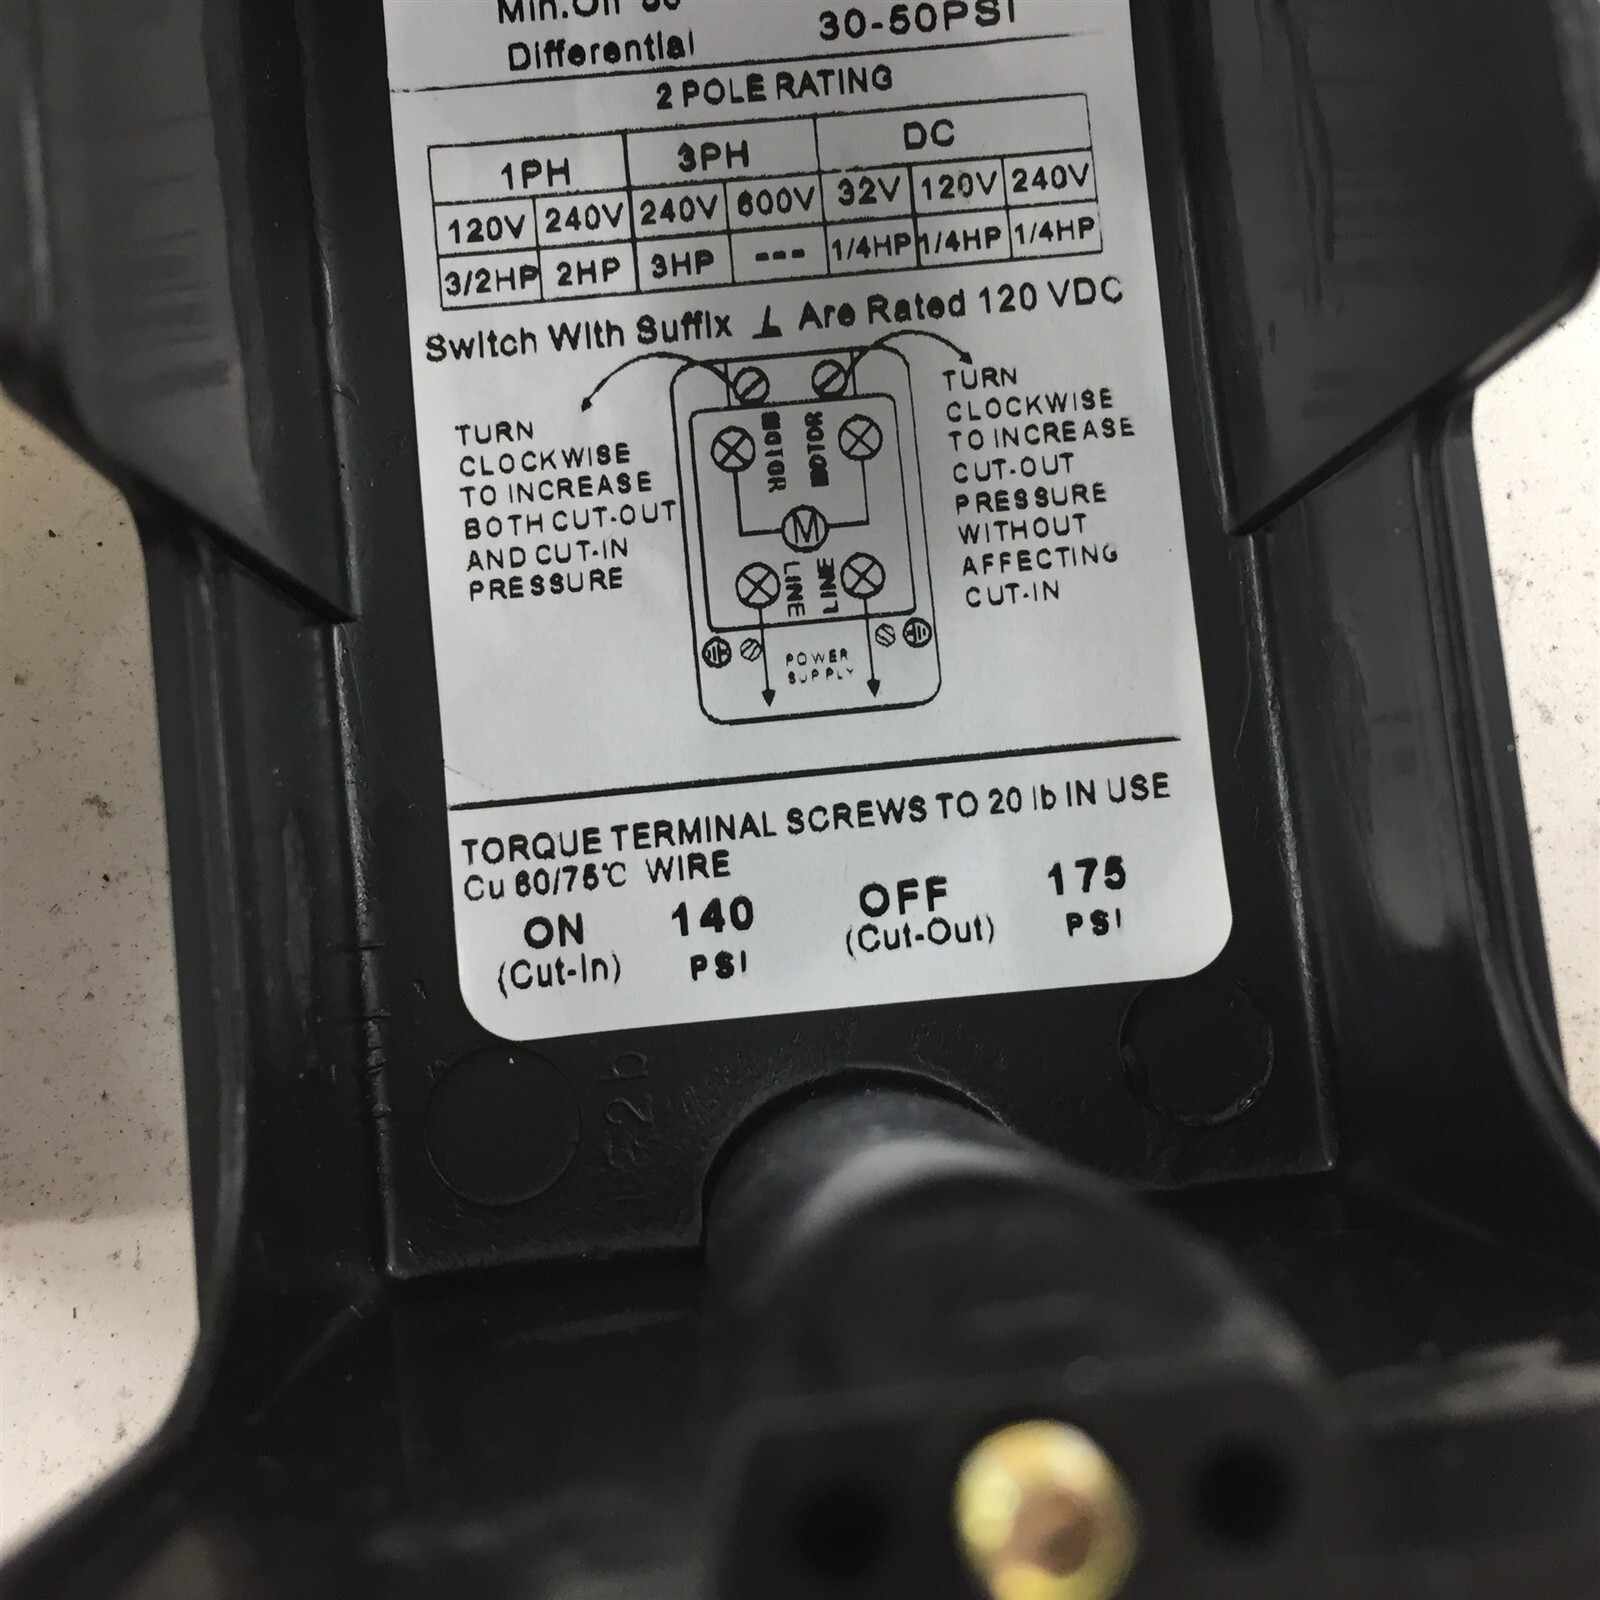 Differential
30-50PSI
2 POLE RATING
1PH 3PH DC
120V 240V 240V 600V 32V 120V 240V
3/2HP 2HP 3HP --- 1/4HP 1/4HP 1/4HP
Switch With Suffix Are Rated 120 VDC
TURN
CLOCKWISE
TO INCREASE
BOTH CUT-OUT
AND CUT-IN
PRESSURE
MOTOR
MOTOR
M
LINE
LINE
POWER
SUPPLY
TURN
CLOCKWISE
TO INCREASE
CUT-OUT
PRESSURE
WITHOUT
AFFECTING
CUT-IN
TORQUE TERMINAL SCREWS TO 20 lb IN USE
Cu 60/75℃ WIRE
ON 140 OFF 175
(Cut-In) PSI (Cut-Out) PSI